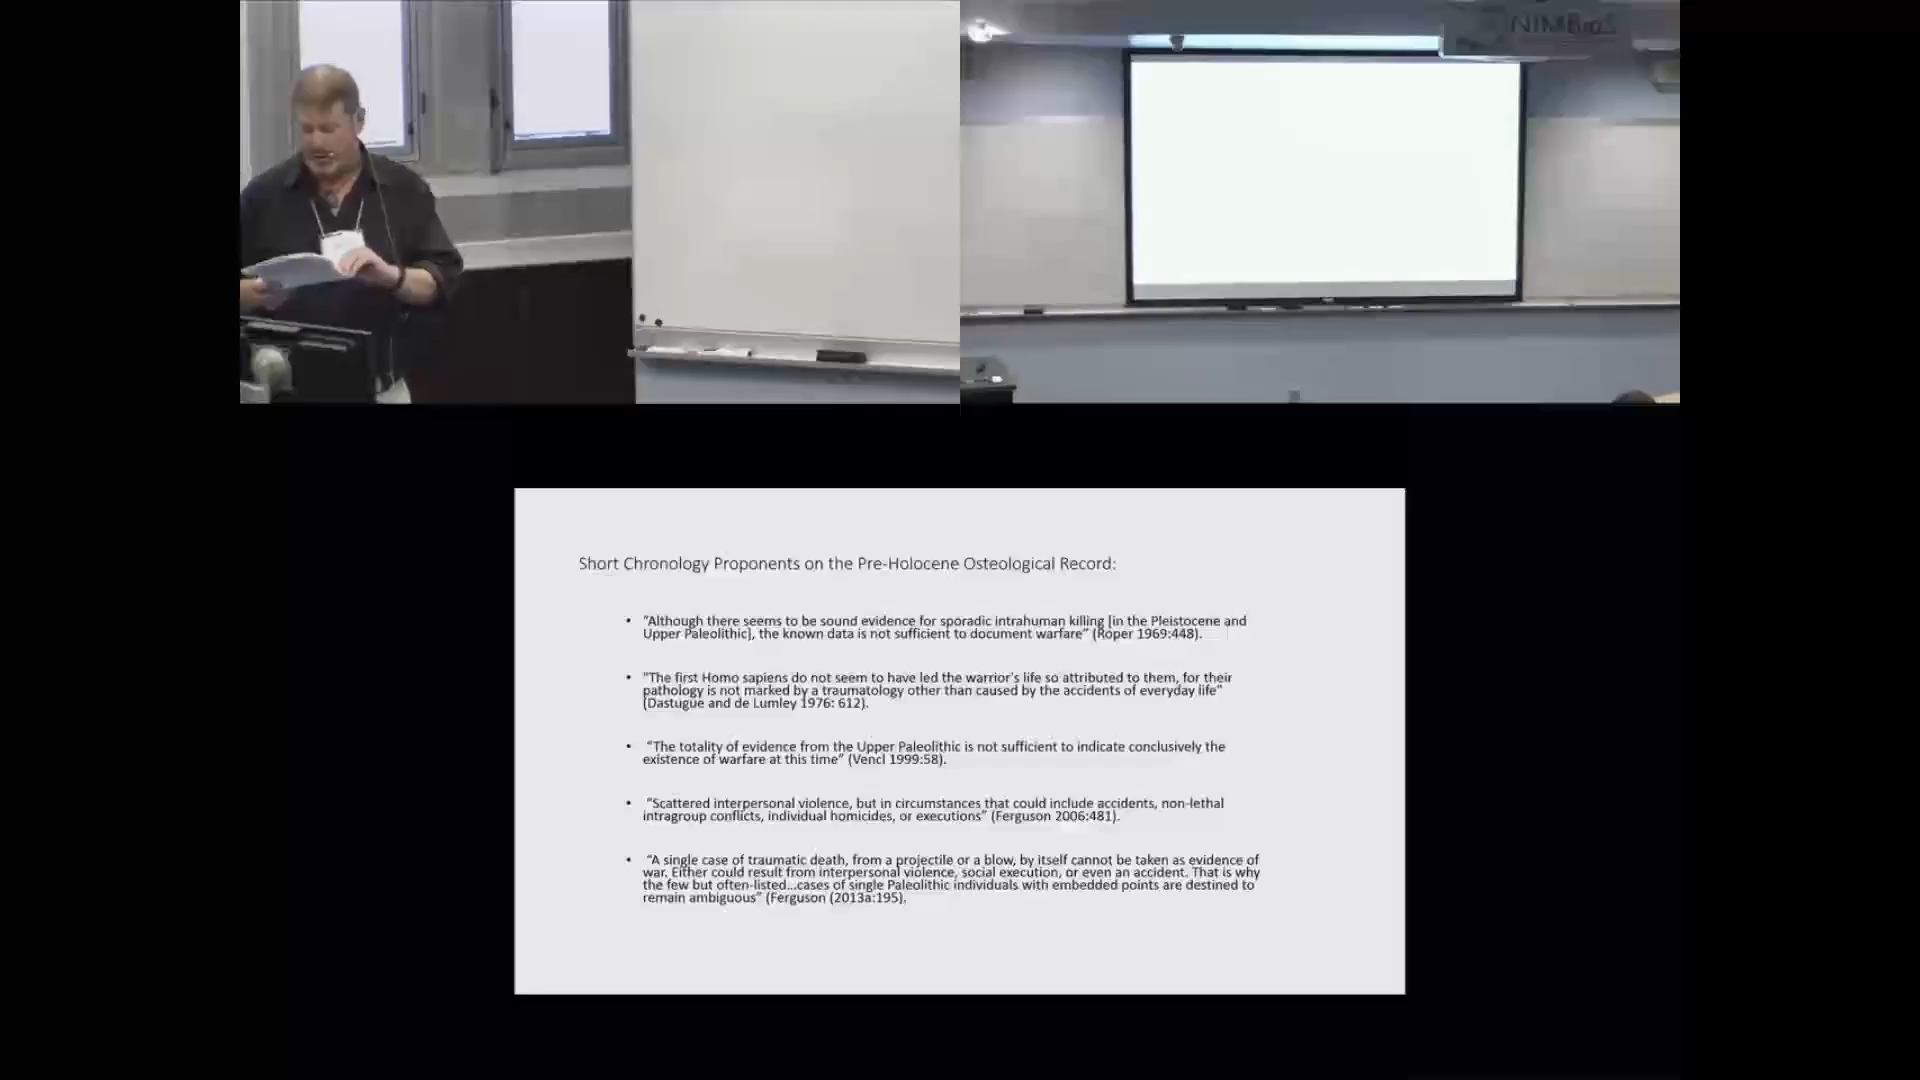 NIMBioS
Short Chronology Proponents on the Pre-Holocene Osteological Record:
• "Although there seems to be sound evidence for sporadic intrahuman killing [in the Pleistocene and
Upper Paleolithic], the known data is not sufficient to document warfare" (Roper 1969:448).
• "The first Homo sapiens do not seem to have led the warrior's life so attributed to them, for their
pathology is not marked by a traumatology other than caused by the accidents of everyday life"
(Dastugue and de Lumley 1976: 612).
• "The totality of evidence from the Upper Paleolithic is not sufficient to indicate conclusively the
existence of warfare at this time" (Vencl 1999:58).
• "Scattered interpersonal violence, but in circumstances that could include accidents, non-lethal
intragroup conflicts, individual homicides, or executions" (Ferguson 2006:481).
• "A single case of traumatic death, from a projectile or a blow, by itself cannot be taken as evidence of
war. Either could result from interpersonal violence, social execution, or even an accident. That is why
the few but often-listed...cases of single Paleolithic individuals with embedded points are destined to
remain ambiguous" (Ferguson (2013a:195).